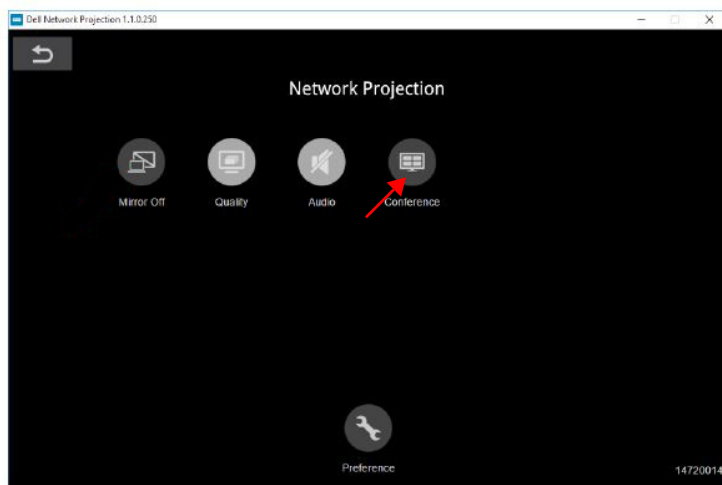 Dell Network Projection 1.1.0.250
Network Projection
Mirror Off Quality Audio Conference
Preference
14720014